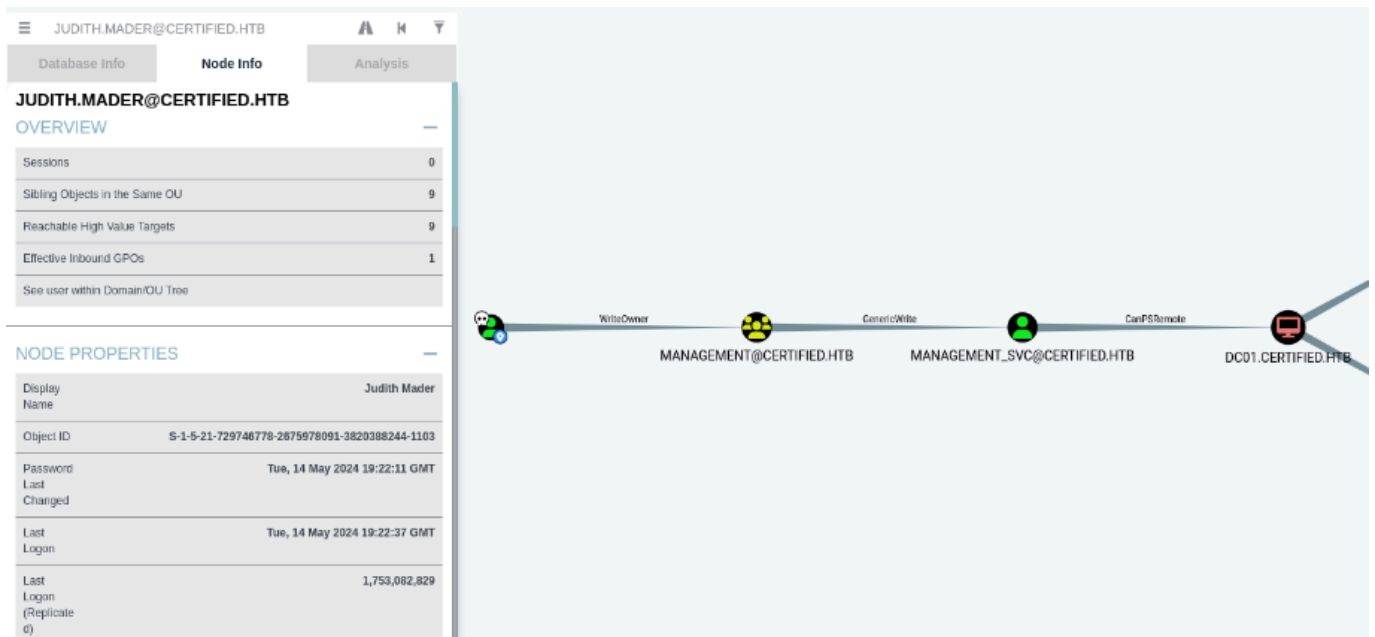 JUDITH.MADER@CERTIFIED.HTB
Database Info Node Info Analysis
JUDITH.MADER@CERTIFIED.HTB
OVERVIEW
Sessions 0
Sibling Objects in the Same OU 9
Reachable High Value Targets 9
Effective Inbound GPOs 1
See user within Domain/OU Tree
NODE PROPERTIES
Display Judith Mader
Name
Object ID S-1-5-21-729746778-2675978091-3820388244-1103
Password Tue, 14 May 2024 19:22:11 GMT
Last
Changed
Last Tue, 14 May 2024 19:22:37 GMT
Logon
Last 1,753,082,829
Logon
(Replicate
d)
WriteOwner GenericWrite CanPSRemote
MANAGEMENT@CERTIFIED.HTB MANAGEMENT_SVC@CERTIFIED.HTB DC01.CERTIFIED.HTB